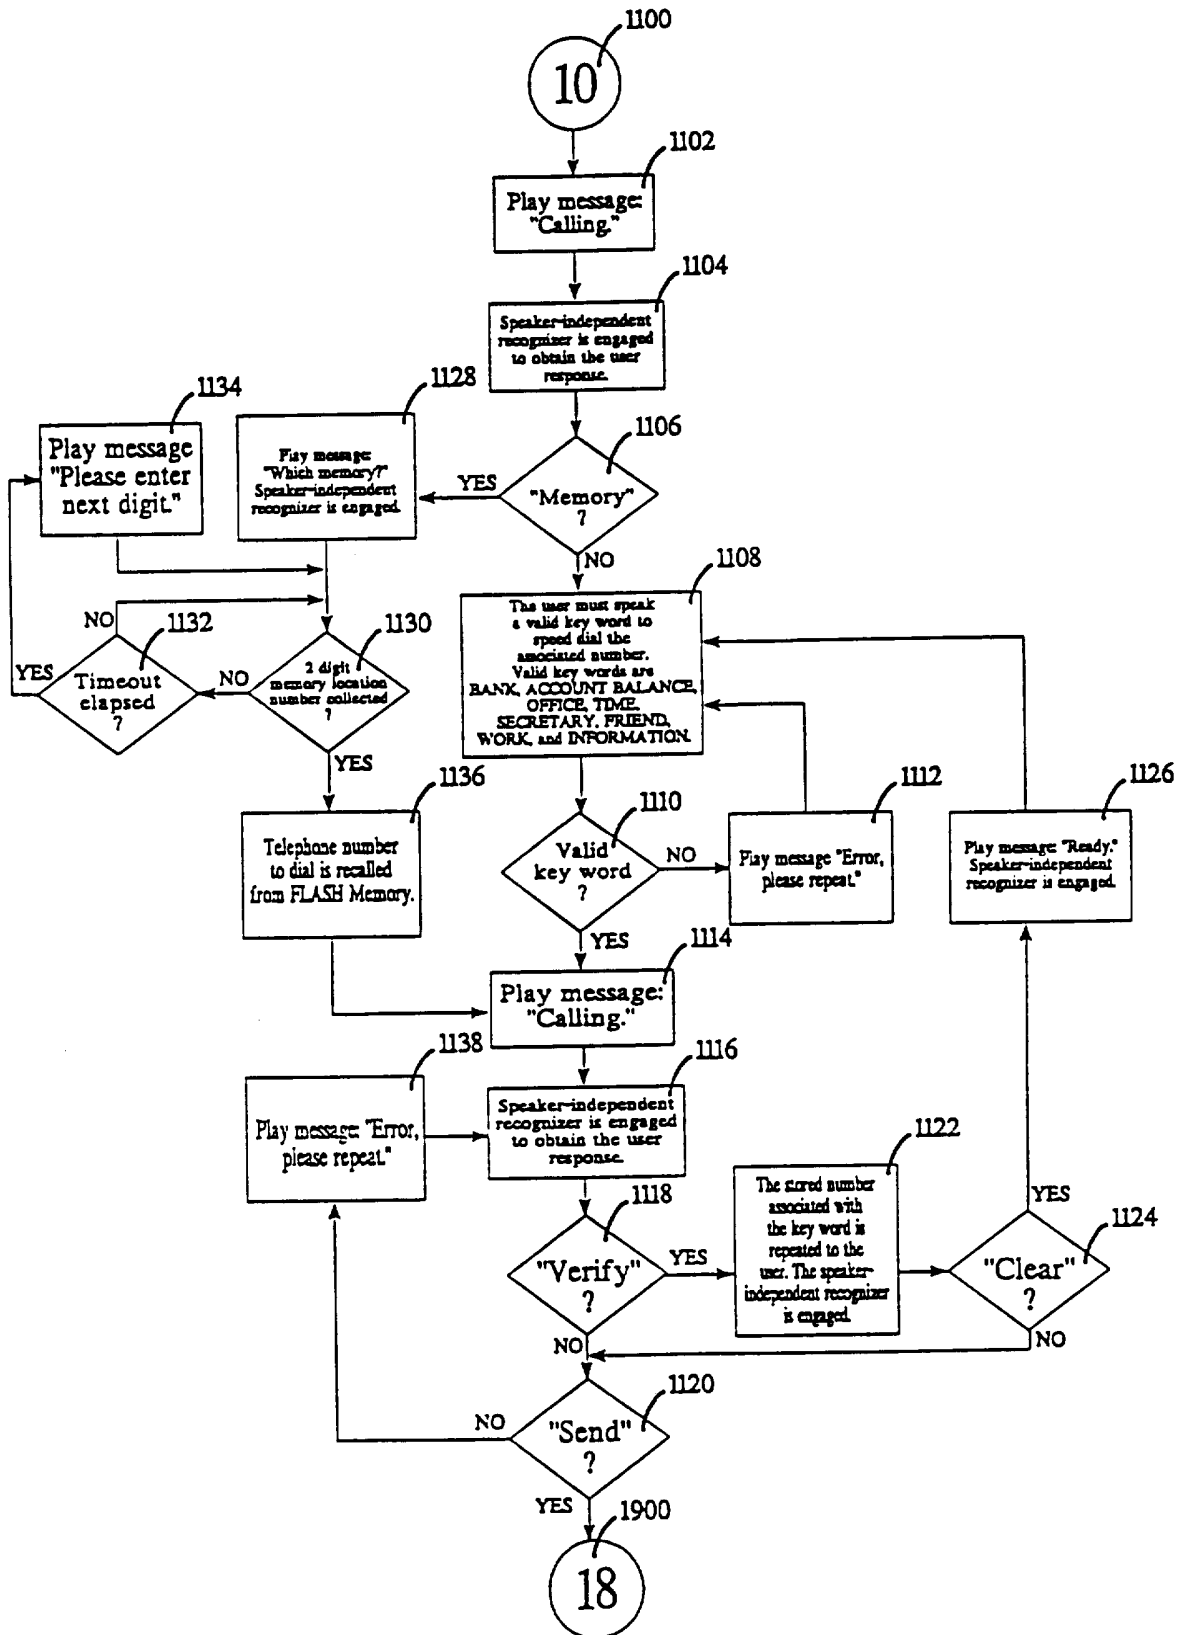 1100
10
1102
Play message:
"Calling."
1104
Speaker-independent
recognizer is engaged
to obtain the user
response.
1134
Play message
"Please enter
next digit."
1128
Play message:
"Which memory?"
Speaker-independent
recognizer is engaged.
1106
YES
"Memory"
?
NO
1108
The user must speak
a valid key word to
speed dial the
associated number.
Valid key words are
BANK, ACCOUNT BALANCE,
OFFICE, TIME,
SECRETARY, FRIEND,
WORK, and INFORMATION.
NO
1132
YES
Timeout
elapsed
?
1130
NO
2 digit
memory location
number collected
?
YES
1136
Telephone number
to dial is recalled
from FLASH Memory.
1110
Valid
key word
?
NO
YES
1112
Play message "Error,
please repeat."
1126
Play message: "Ready."
Speaker-independent
recognizer is engaged.
1114
Play message:
"Calling."
1138
Play message: "Error,
please repeat."
1116
Speaker-independent
recognizer is engaged
to obtain the user
response.
1118
"Verify"
?
YES
NO
1122
The stored number
associated with
the key word is
repeated to the
user. The speaker-
independent recognizer
is engaged.
YES
1124
"Clear"
?
NO
1120
NO
"Send"
?
YES
1900
18